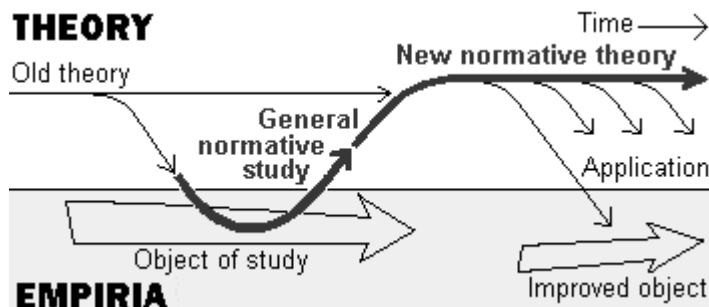 THEORY
Time
New normative theory
Old theory
General
normative
study
Application
Object of study
Improved object
EMPIRIA